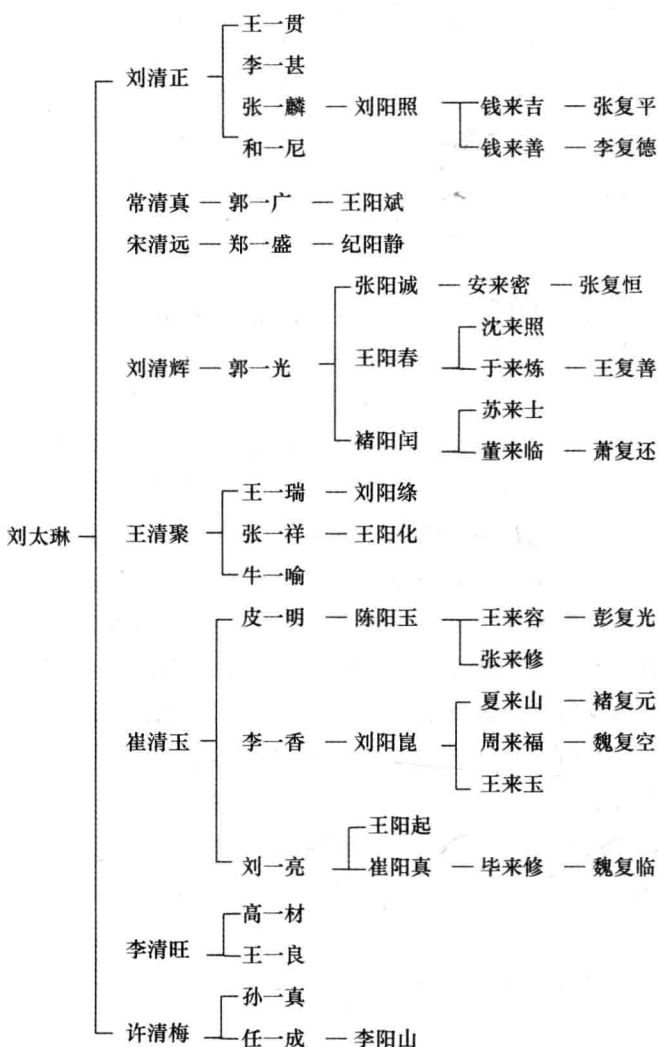 王一贯
刘清正 李一甚
张一麟 刘阳照 钱来吉 张复平
和一尼 钱来善 李复德
常清真 郭一广 王阳斌
宋清远 郑一盛 纪阳静
张阳诚 安来密 张复恒
沈来照
刘清辉 郭一光 王阳春 于来炼 王复善
苏来士
褚阳闰 董来临 萧复还
王一瑞 刘阳绦
刘太琳 王清聚 张一祥 王阳化
牛一喻
皮一明 陈阳玉 王来容 彭复光
张来修
夏来山 褚复元
崔清玉 李一香 刘阳崑 周来福 魏复空
王来玉
王阳起
刘一亮 崔阳真 毕来修 魏复临
高一材
李清旺 王一良
孙一真
许清梅 任一成 李阳山